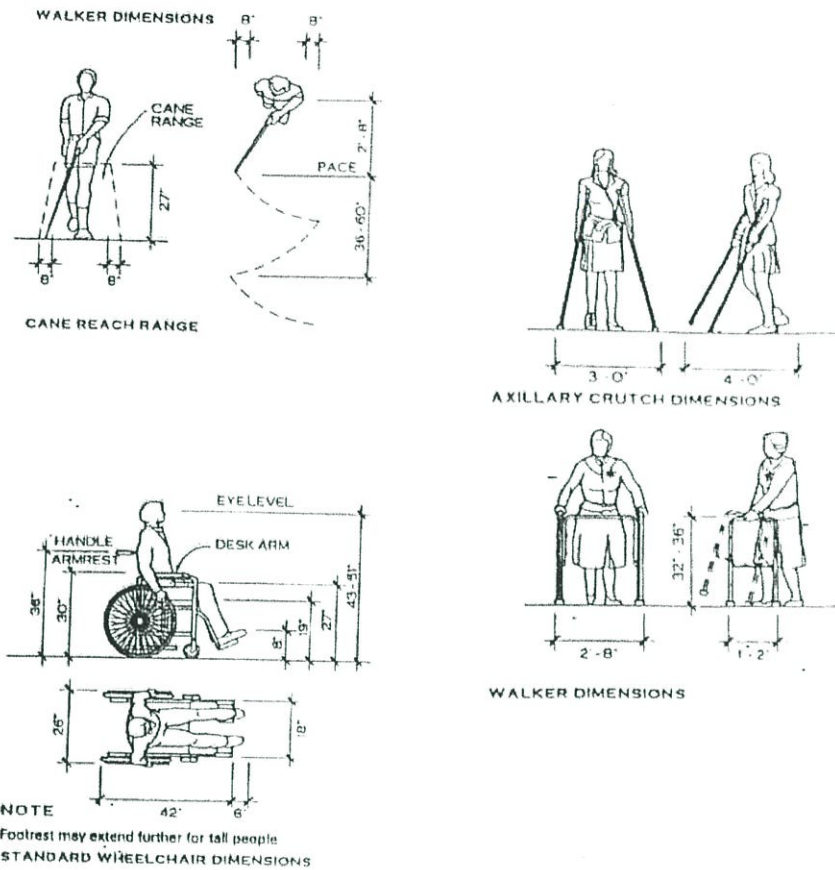 WALKER DIMENSIONS
8"
8"
CANE
RANGE
2'-8"
PACE
27"
36-60"
8"
8"
CANE REACH RANGE
3'-0"
4'-0"
AXILLARY CRUTCH DIMENSIONS
EYE LEVEL
HANDLE
ARMREST
DESK ARM
36"
30"
8"
19"
27"
43-51"
32"-36"
2'-8"
1'-2"
WALKER DIMENSIONS
26"
18"
42"
6"
NOTE
Footrest may extend further for tall people
STANDARD WHEELCHAIR DIMENSIONS